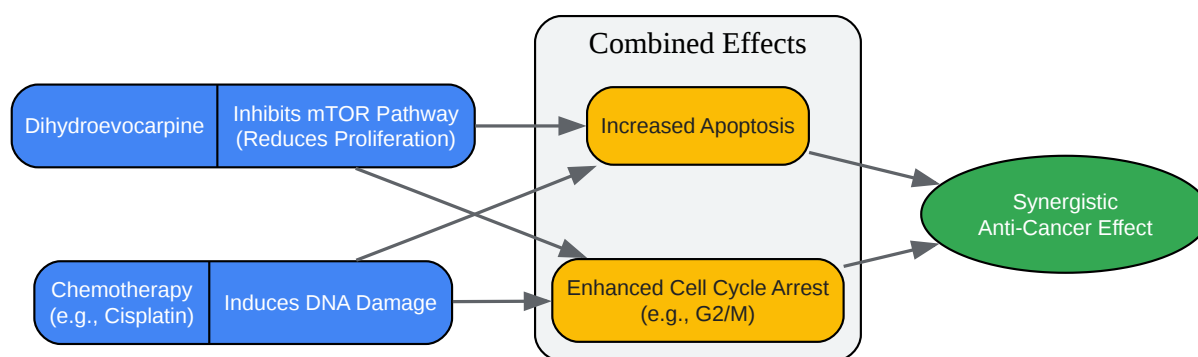 Combined Effects
Dihydroevocarpine
Inhibits mTOR Pathway
(Reduces Proliferation)
Increased Apoptosis
Synergistic
Anti-Cancer Effect
Chemotherapy
(e.g., Cisplatin)
Induces DNA Damage
Enhanced Cell Cycle Arrest
(e.g., G2/M)